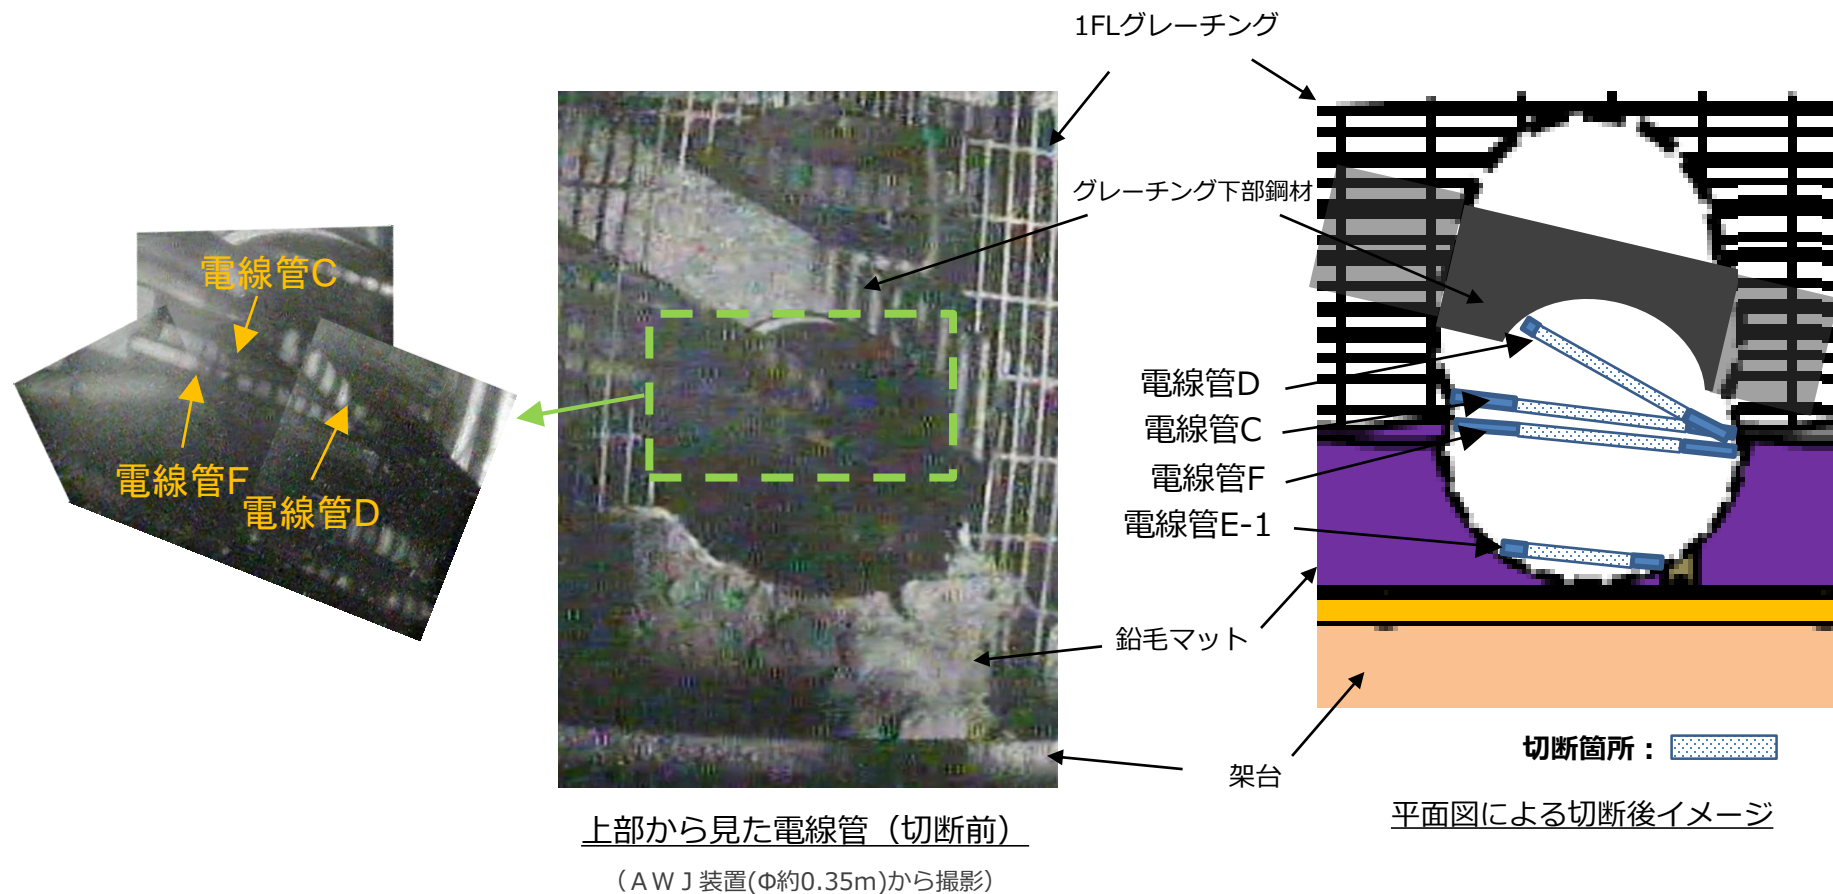 1FLグレーチング
グレーチング下部鋼材
電線管C
電線管F
電線管D
電線管D
電線管C
電線管F
電線管E-1
鉛毛マット
架台
切断箇所：
上部から見た電線管（切断前）
（ＡＷＪ装置(Φ約0.35m)から撮影）
平面図による切断後イメージ